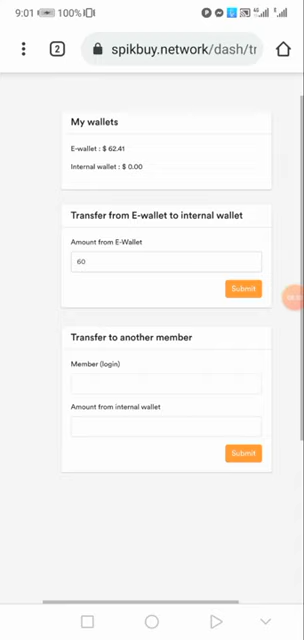 9:01 100%
2 spikbuy.network/dash/tr
My wallets
E-wallet : $ 62.41
Internal wallet : $ 0.00
Transfer from E-wallet to internal wallet
Amount from E-Wallet
60
Submit
Transfer to another member
Member (login)
Amount from internal wallet
Submit